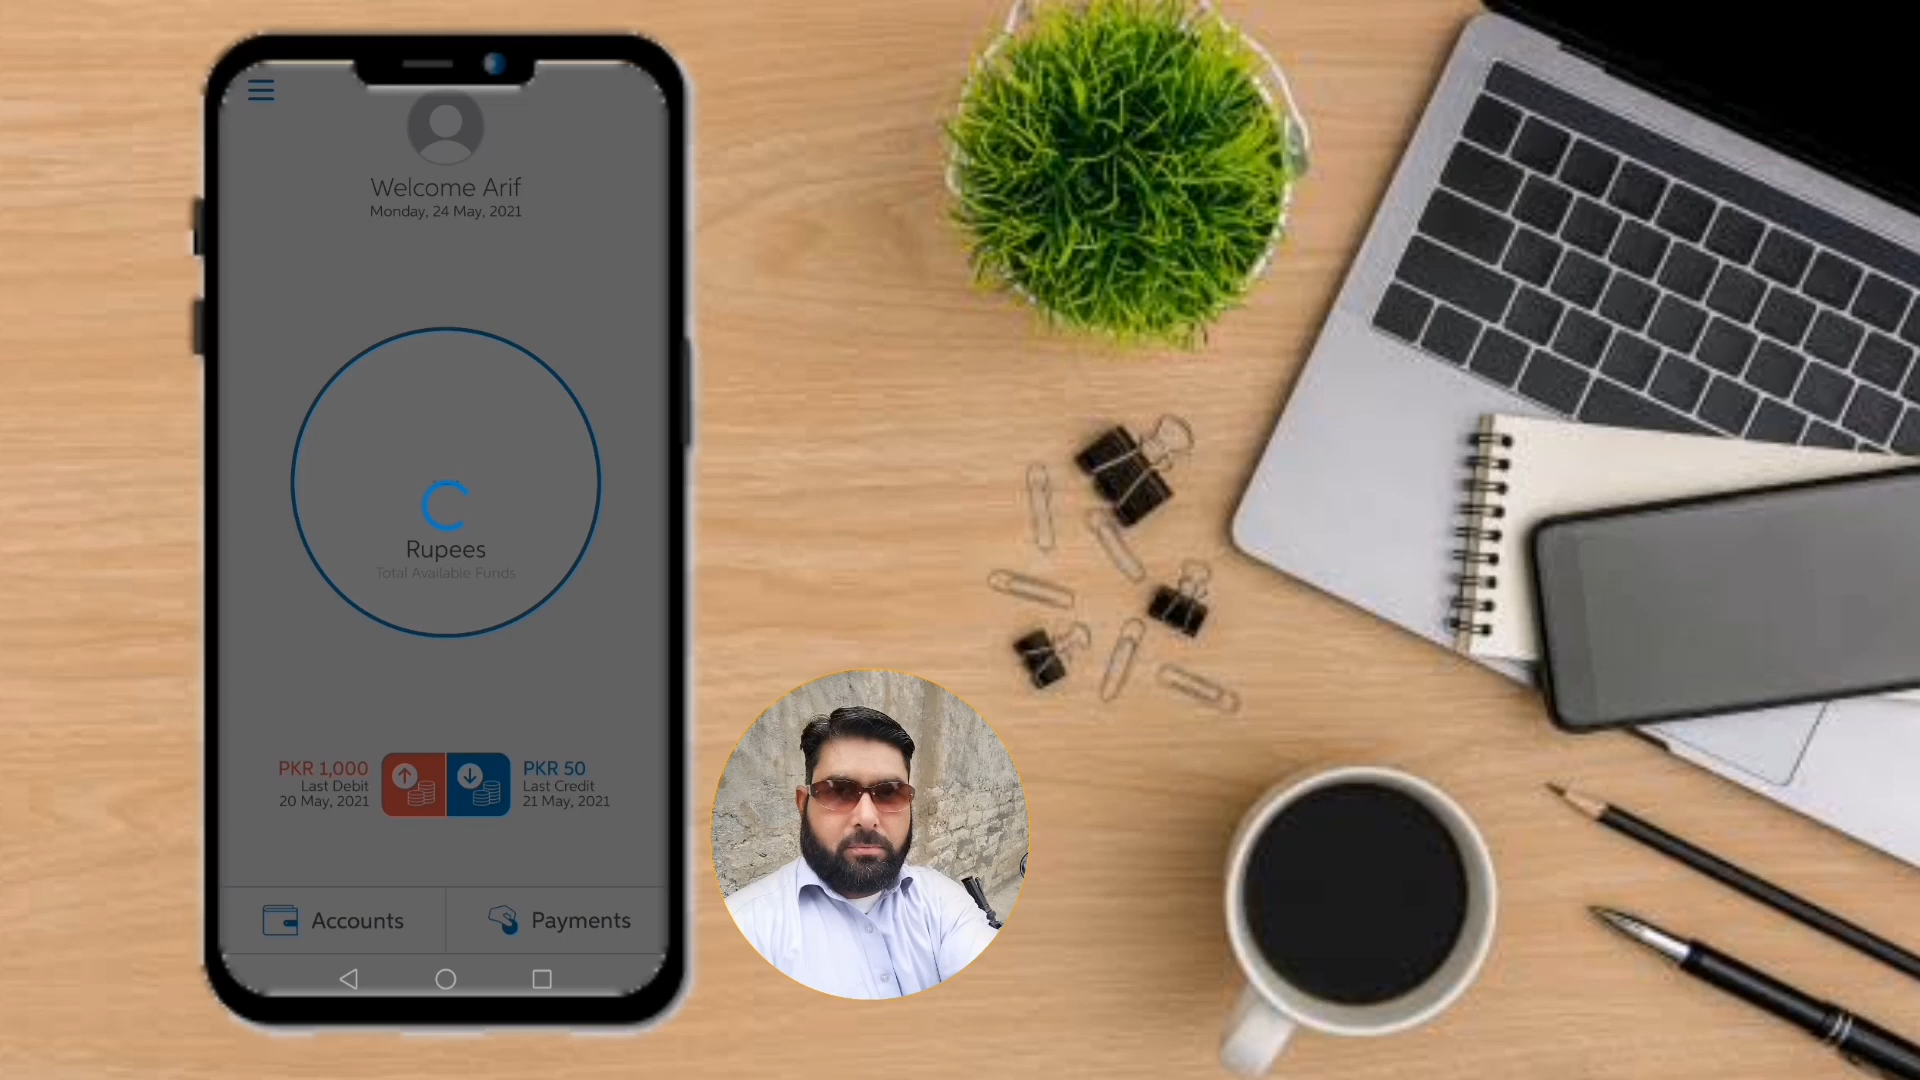 Welcome Arif
Monday, 24 May, 2021
Rupees
Total Available Funds
PKR 1,000
Last Debit
20 May, 2021
PKR 50
Last Credit
21 May, 2021
Accounts
Payments